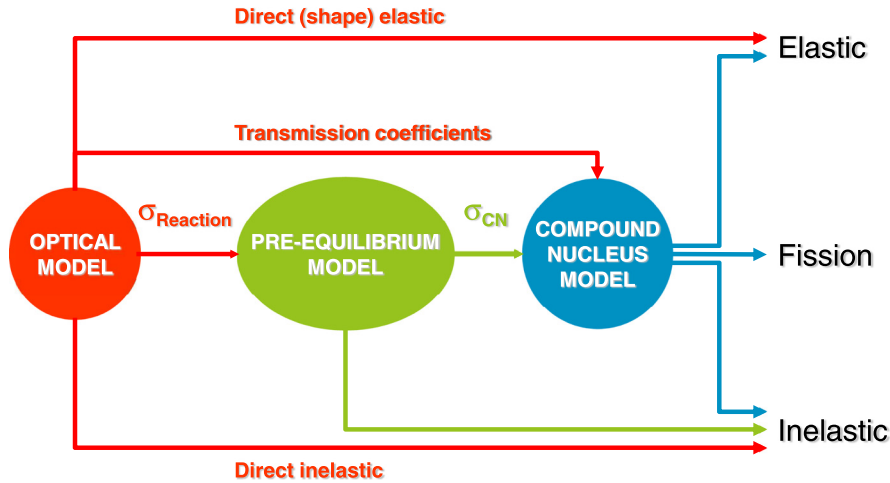 Direct (shape) elastic
Elastic
Transmission coefficients
σReaction
σCN
OPTICAL
MODEL
PRE-EQUILIBRIUM
MODEL
COMPOUND
NUCLEUS
MODEL
Fission
Inelastic
Direct inelastic